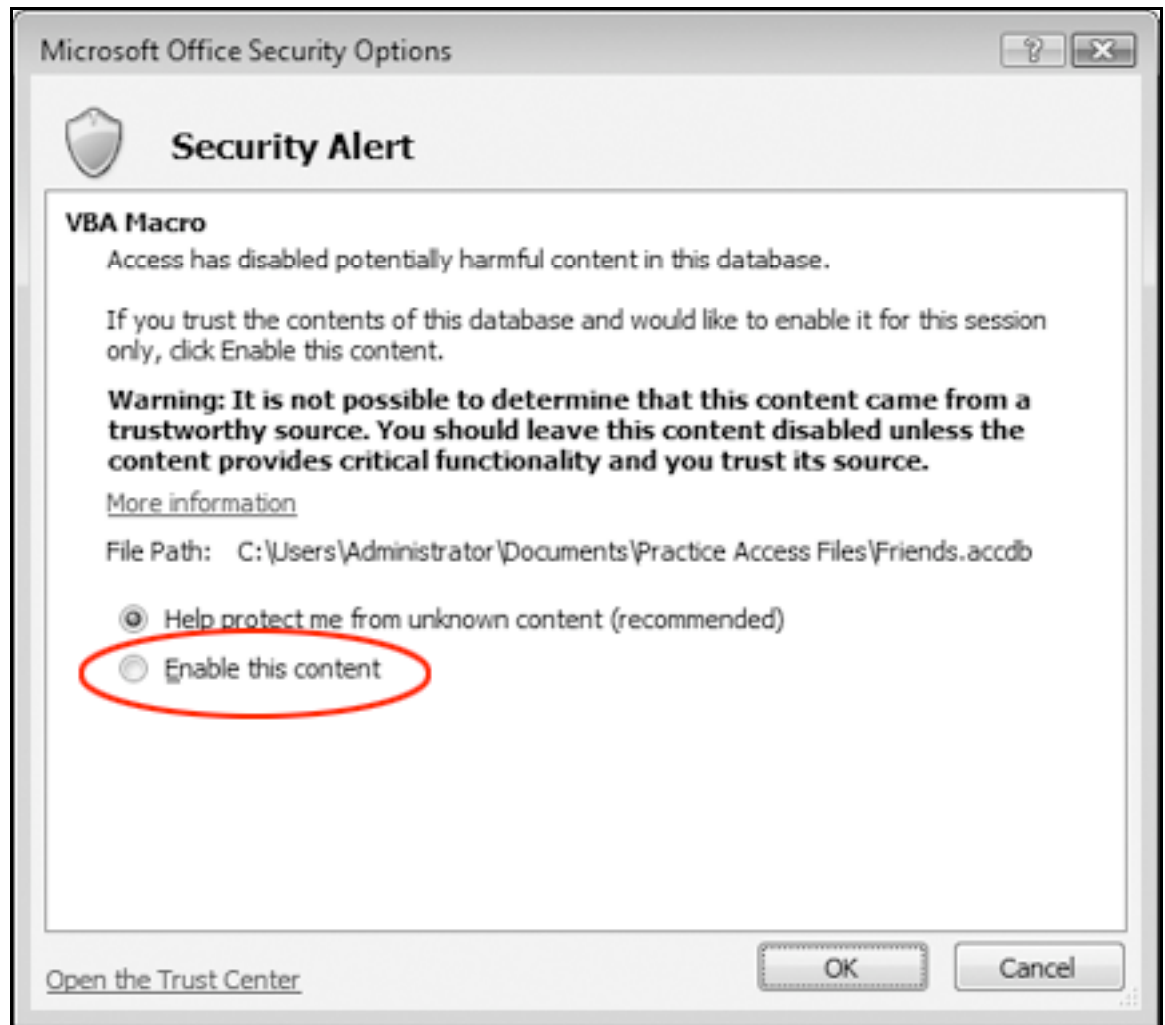 Microsoft Office Security Options
Security Alert
VBA Macro
Access has disabled potentially harmful content in this database.
If you trust the contents of this database and would like to enable it for this session
only, click Enable this content.
Warning: It is not possible to determine that this content came from a
trustworthy source. You should leave this content disabled unless the
content provides critical functionality and you trust its source.
More information
File Path: C:\Users\Administrator\Documents\Practice Access Files\Friends.accdb
Help protect me from unknown content (recommended)
Enable this content
Open the Trust Center
OK
Cancel